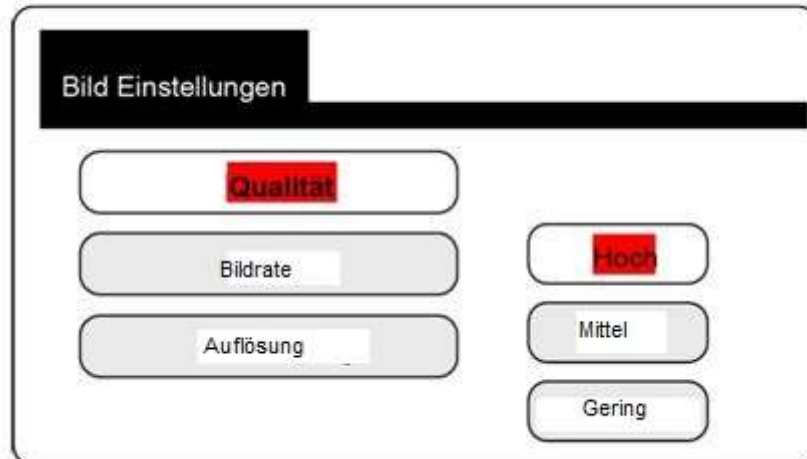 Bild Einstellungen
Qualität
Bildrate
Auflösung
Hoch
Mittel
Gering